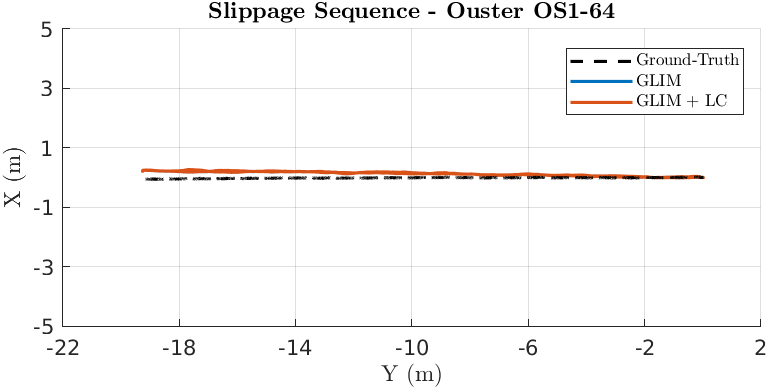 Slippage Sequence - Ouster OS1-64
5
3
1
-1
-3
-5
X (m)
Ground-Truth
GLIM
GLIM + LC
-22 -18 -14 -10 -6 -2 2
Y (m)